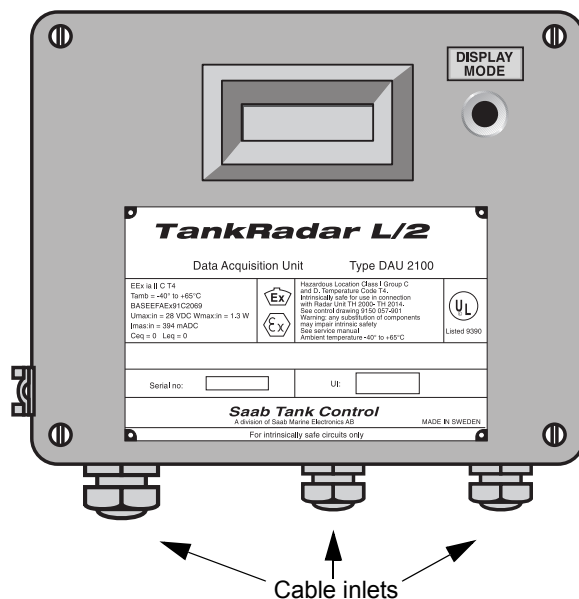 DISPLAY
MODE
TankRadar L/2
Data Acquisition Unit Type DAU 2100
EEx ia II C T4
Tamb = -40° to +65°C
BASEEFAEx91C2069
Umax:in = 28 VDC Wmax:in = 1.3 W
Imas:in = 394 mADC
Ceq = 0 Leq = 0
Ex
Ex
Hazardous Location Class I Group C
and D. Temperature Code T4.
Intrinsically safe for use in connection
with Radar Unit TH 2000- TH 2014.
See control drawing 9150 057-901
Warning: any substitution of components
may impair intrinsic safety
See service manual
Ambient temperature -40° to +65°C
UL
Listed 9390
Serial no:
UI:
Saab Tank Control
A division of Saab Marine Electronics AB
MADE IN SWEDEN
For intrinsically safe circuits only
Cable inlets